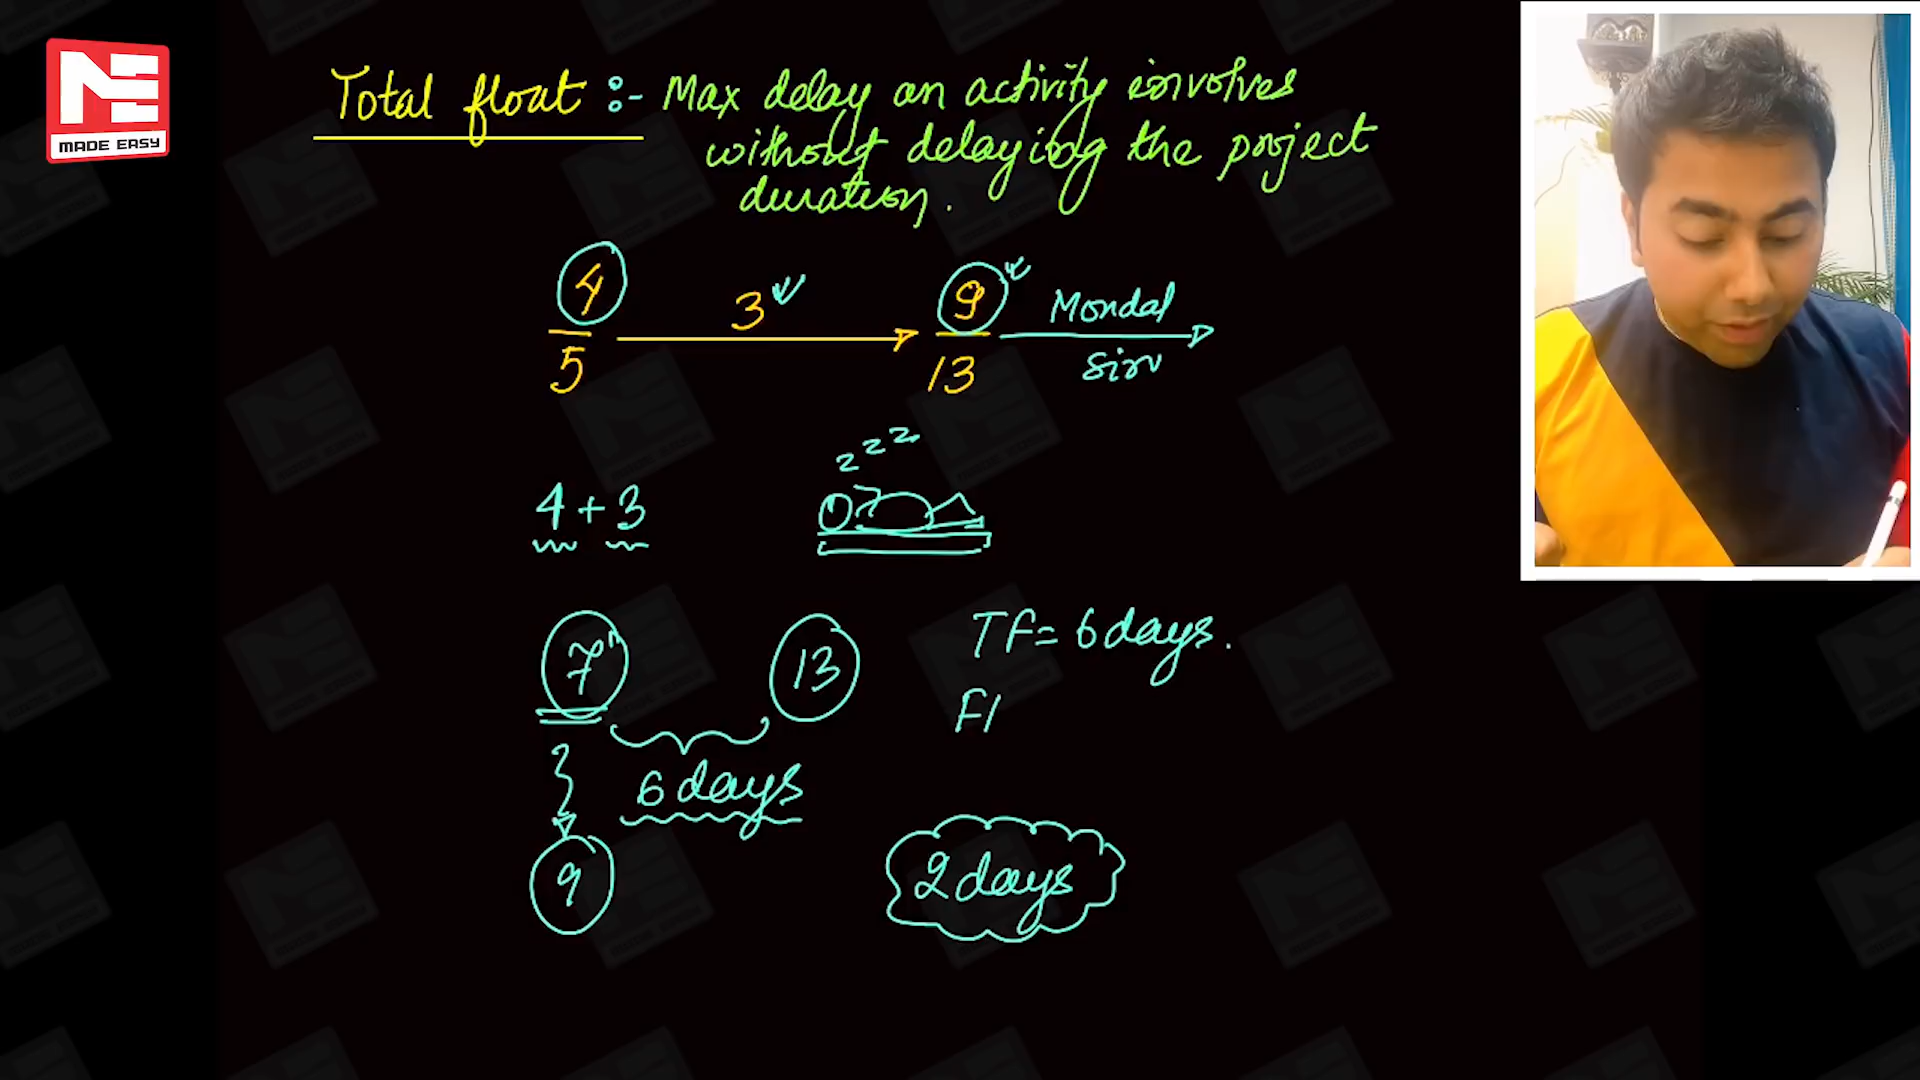 MADE EASY
Total float :- Max delay an activity involves
without delaying the project
duration.
4 3 9 Mondal
5 13 Sir
z z z
4 + 3
7 13 TF = 6 days.
Fl
6 days
9 2 days